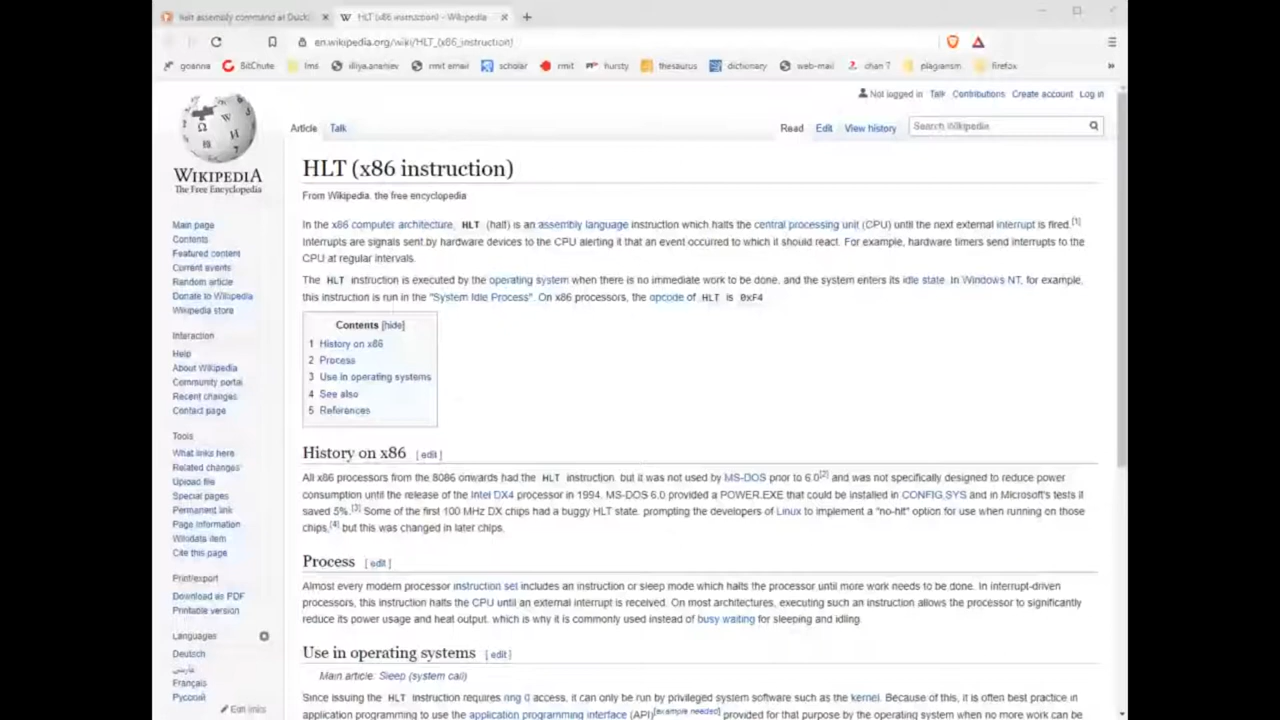 halt assembly command at Duck
HLT (x86 instruction) - Wikipedia
en.wikipedia.org/wiki/HLT_(x86_instruction)
goanna BitChute lms illya.ananiev rmit email scholar rmit hursty thesaurus dictionary web-mail chan 7 plagiarism firefox »
Not logged in Talk Contributions Create account Log in
Article Talk Read Edit View history Search Wikipedia
WIKIPEDIA
The Free Encyclopedia
Main page
Contents
Featured content
Current events
Random article
Donate to Wikipedia
Wikipedia store
Interaction
Help
About Wikipedia
Community portal
Recent changes
Contact page
Tools
What links here
Related changes
Upload file
Special pages
Permanent link
Page information
Wikidata item
Cite this page
Print/export
Download as PDF
Printable version
Languages
Deutsch
فارسی
Français
Русский
Edit links
HLT (x86 instruction)
From Wikipedia, the free encyclopedia
In the x86 computer architecture, HLT (halt) is an assembly language instruction which halts the central processing unit (CPU) until the next external interrupt is fired.[1]
Interrupts are signals sent by hardware devices to the CPU alerting it that an event occurred to which it should react. For example, hardware timers send interrupts to the
CPU at regular intervals.
The HLT instruction is executed by the operating system when there is no immediate work to be done, and the system enters its idle state. In Windows NT, for example,
this instruction is run in the "System Idle Process". On x86 processors, the opcode of HLT is 0xF4
Contents [hide]
1 History on x86
2 Process
3 Use in operating systems
4 See also
5 References
History on x86 [ edit ]
All x86 processors from the 8086 onwards had the HLT instruction, but it was not used by MS-DOS prior to 6.0[2] and was not specifically designed to reduce power
consumption until the release of the Intel DX4 processor in 1994. MS-DOS 6.0 provided a POWER.EXE that could be installed in CONFIG.SYS and in Microsoft's tests it
saved 5%.[3] Some of the first 100 MHz DX chips had a buggy HLT state, prompting the developers of Linux to implement a "no-hlt" option for use when running on those
chips,[4] but this was changed in later chips.
Process [ edit ]
Almost every modern processor instruction set includes an instruction or sleep mode which halts the processor until more work needs to be done. In interrupt-driven
processors, this instruction halts the CPU until an external interrupt is received. On most architectures, executing such an instruction allows the processor to significantly
reduce its power usage and heat output, which is why it is commonly used instead of busy waiting for sleeping and idling.
Use in operating systems [ edit ]
Main article: Sleep (system call)
Since issuing the HLT instruction requires ring 0 access, it can only be run by privileged system software such as the kernel. Because of this, it is often best practice in
application programming to use the application programming interface (API)[example needed] provided for that purpose by the operating system when no more work can be